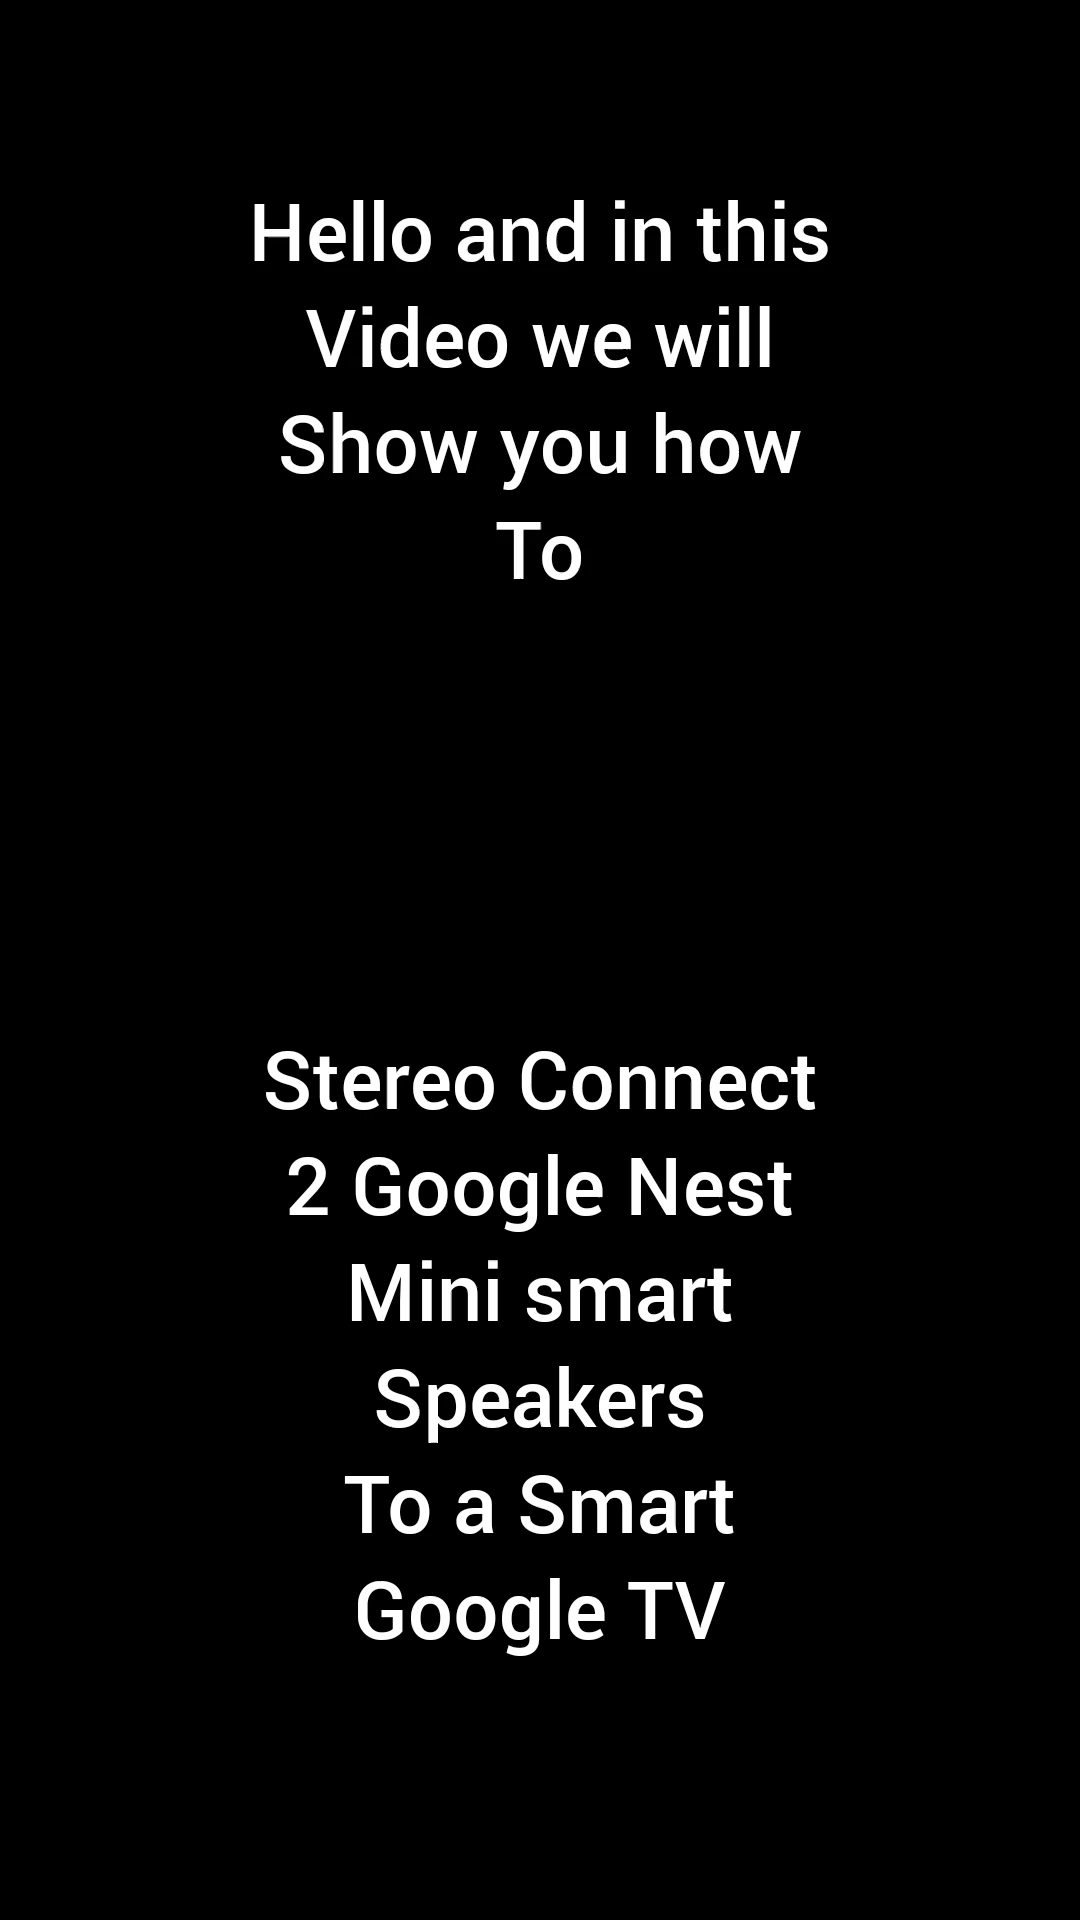 Hello and in this
Video we will
Show you how
To
Stereo Connect
2 Google Nest
Mini smart
Speakers
To a Smart
Google TV